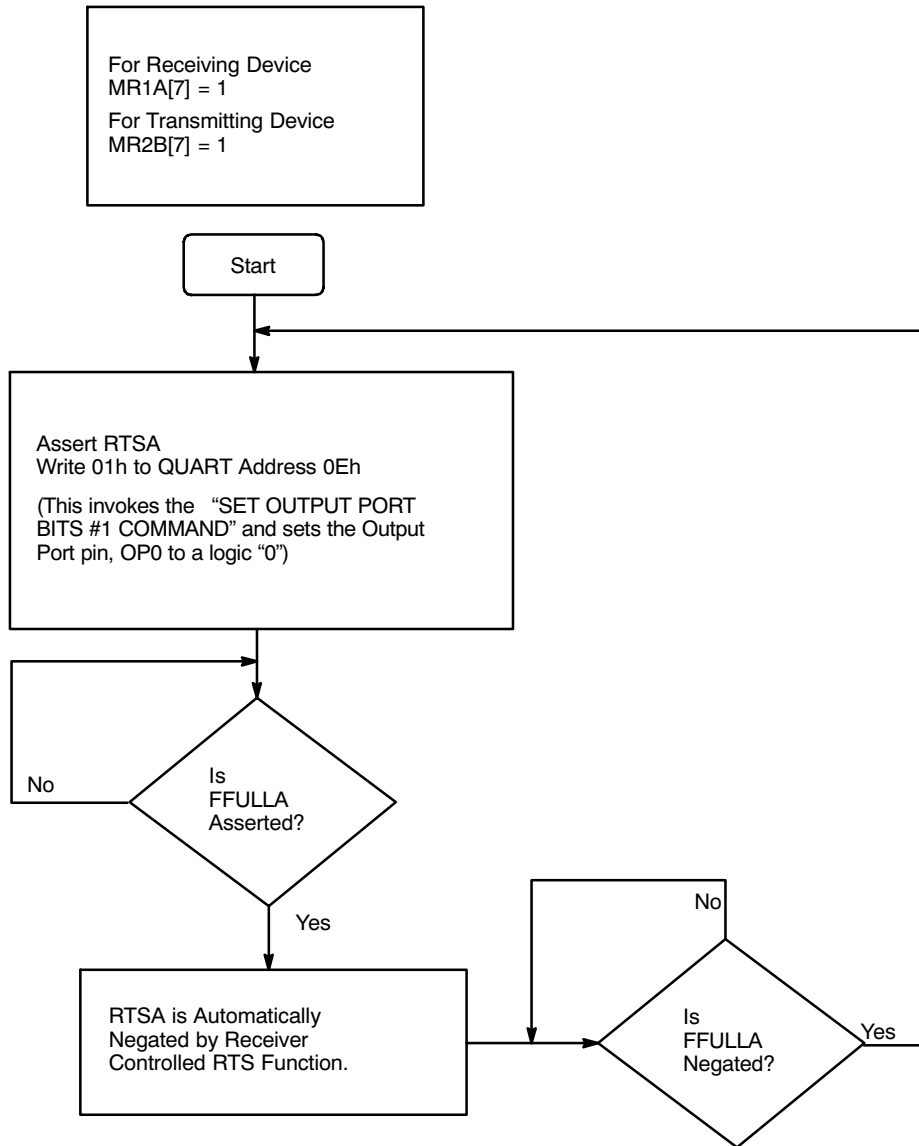 For Receiving Device
MR1A[7] = 1
For Transmitting Device
MR2B[7] = 1
Start
Assert RTSA
Write 01h to QUART Address 0Eh
(This invokes the “SET OUTPUT PORT
BITS #1 COMMAND” and sets the Output
Port pin, OP0 to a logic “0”)
No
Is
FFULLA
Asserted?
Yes
RTSA is Automatically
Negated by Receiver
Controlled RTS Function.
No
Is
FFULLA
Negated?
Yes